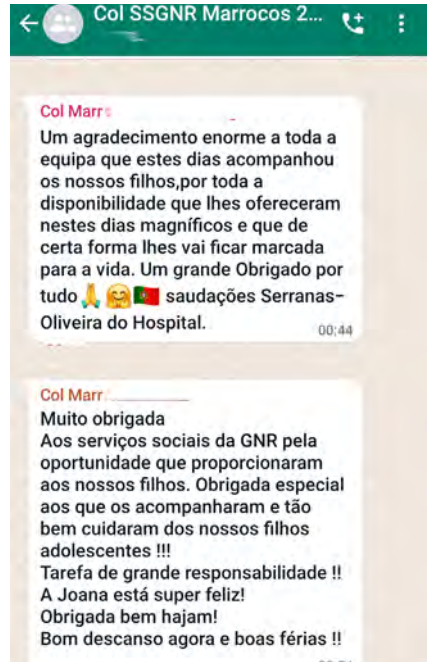 Col SSGNR Marrocos 2...
Col Marr
Um agradecimento enorme a toda a
equipa que estes dias acompanhou
os nossos filhos,por toda a
disponibilidade que lhes ofereceram
nestes dias magníficos e que de
certa forma lhes vai ficar marcada
para a vida. Um grande Obrigado por
tudo 🙏 🤗 🇵🇹 saudações Serranas-
Oliveira do Hospital.
00:44
Col Marr
Muito obrigada
Aos serviços sociais da GNR pela
oportunidade que proporcionaram
aos nossos filhos. Obrigada especial
aos que os acompanharam e tão
bem cuidaram dos nossos filhos
adolescentes !!!
Tarefa de grande responsabilidade !!
A Joana está super feliz!
Obrigada bem hajam!
Bom descanso agora e boas férias !!